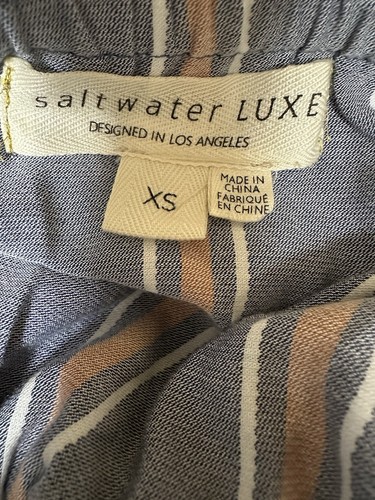 saltwater LUXE
DESIGNED IN LOS ANGELES
XS
MADE IN
CHINA
FABRIQUÉ
EN CHINE